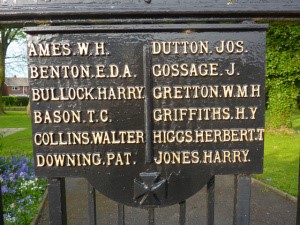 AMES.W.H.
BENTON.E.D.A.
BULLOCK.HARRY.
BASON.T.C.
COLLINS.WALTER
DOWNING.PAT.
DUTTON.JOS.
GOSSAGE.J.
GRETTON.W.M.H
GRIFFITHS.H.Y
HIGGS.HERBERT.T
JONES.HARRY.